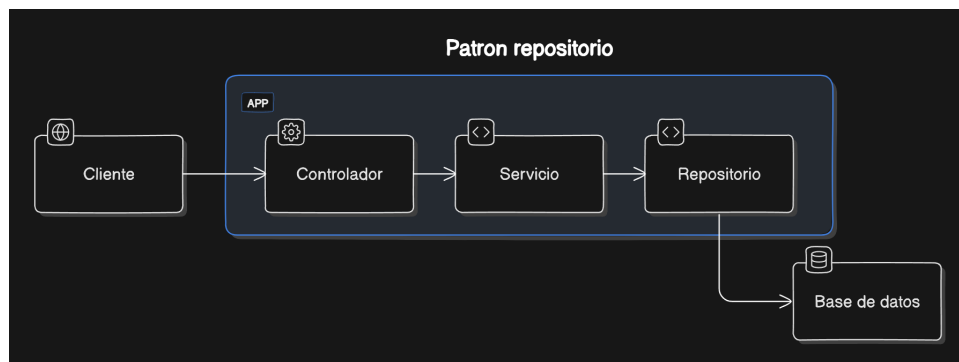 Patron repositorio
APP
Cliente
Controlador
Servicio
Repositorio
Base de datos